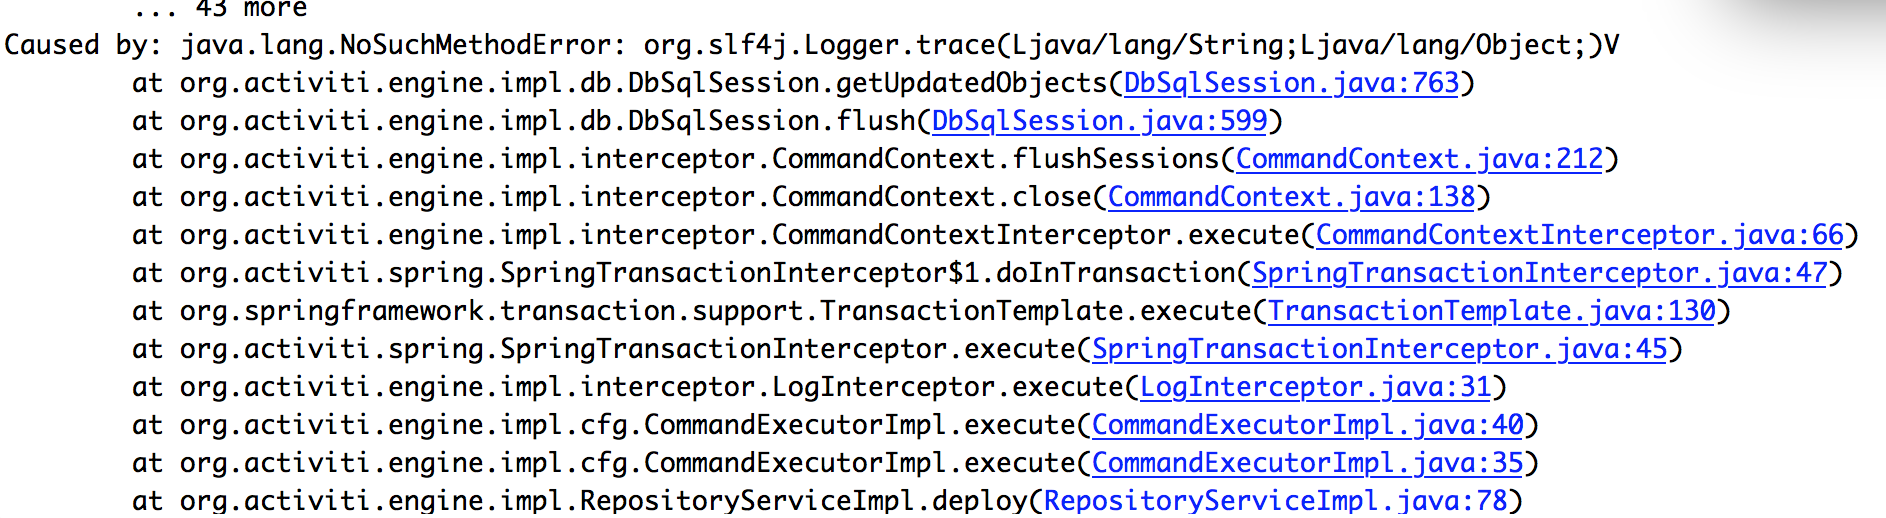 ... 43 more
Caused by: java.lang.NoSuchMethodError: org.slf4j.Logger.trace(Ljava/lang/String;Ljava/lang/Object;)V
at org.activiti.engine.impl.db.DbSqlSession.getUpdatedObjects(DbSqlSession.java:763)
at org.activiti.engine.impl.db.DbSqlSession.flush(DbSqlSession.java:599)
at org.activiti.engine.impl.interceptor.CommandContext.flushSessions(CommandContext.java:212)
at org.activiti.engine.impl.interceptor.CommandContext.close(CommandContext.java:138)
at org.activiti.engine.impl.interceptor.CommandContextInterceptor.execute(CommandContextInterceptor.java:66)
at org.activiti.spring.SpringTransactionInterceptor$1.doInTransaction(SpringTransactionInterceptor.java:47)
at org.springframework.transaction.support.TransactionTemplate.execute(TransactionTemplate.java:130)
at org.activiti.spring.SpringTransactionInterceptor.execute(SpringTransactionInterceptor.java:45)
at org.activiti.engine.impl.interceptor.LogInterceptor.execute(LogInterceptor.java:31)
at org.activiti.engine.impl.cfg.CommandExecutorImpl.execute(CommandExecutorImpl.java:40)
at org.activiti.engine.impl.cfg.CommandExecutorImpl.execute(CommandExecutorImpl.java:35)
at org.activiti.engine.impl.RepositoryServiceImpl.deploy(RepositoryServiceImpl.java:78)